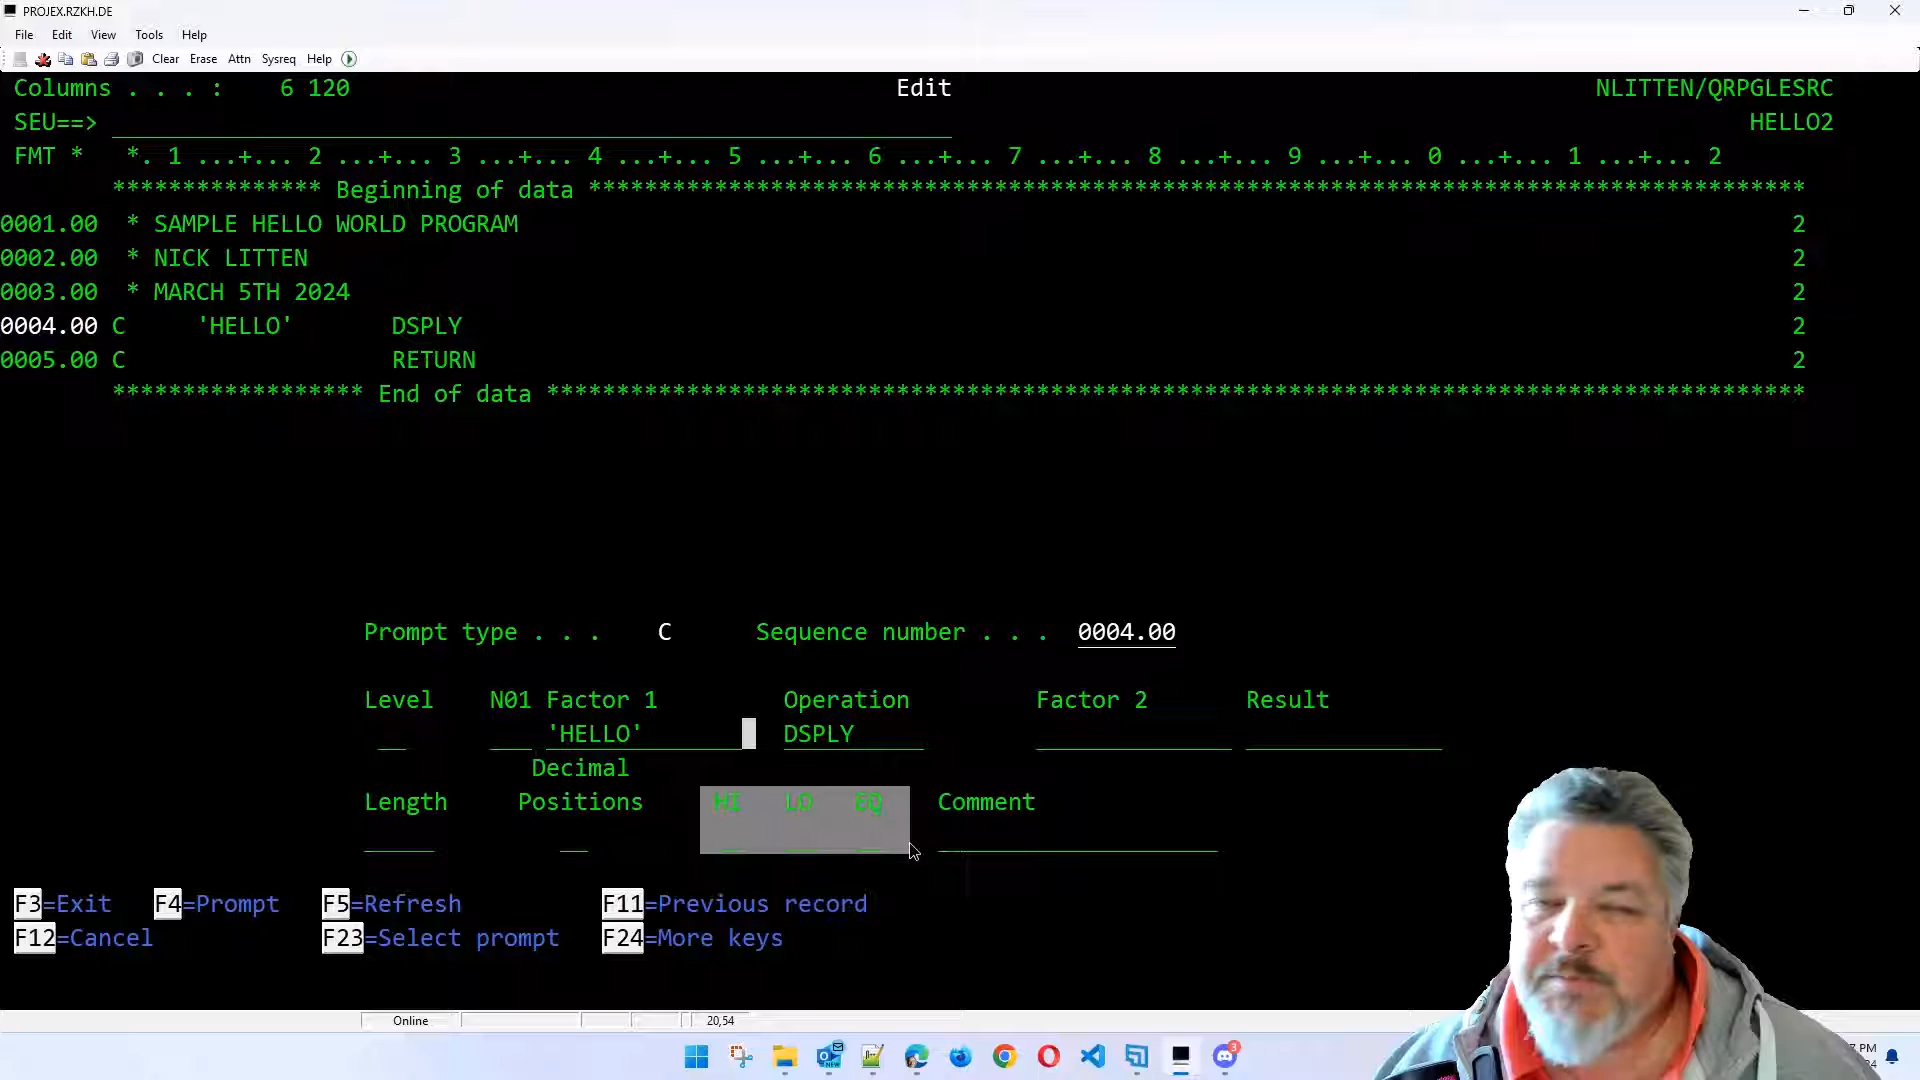 PROJEX.RZKH.DE
File Edit View Tools Help
Clear Erase Attn Sysreq Help
Columns . . . : 6 120 Edit NLITTEN/QRPGLESRC
SEU==> HELLO2
FMT * *. 1 ...+... 2 ...+... 3 ...+... 4 ...+... 5 ...+... 6 ...+... 7 ...+... 8 ...+... 9 ...+... 0 ...+... 1 ...+... 2
*************** Beginning of data ***************************************************************************************
0001.00 * SAMPLE HELLO WORLD PROGRAM 2
0002.00 * NICK LITTEN 2
0003.00 * MARCH 5TH 2024 2
0004.00 C 'HELLO' DSPLY 2
0005.00 C RETURN 2
****************** End of data ******************************************************************************************
Prompt type . . . C Sequence number . . . 0004.00
Level N01 Factor 1 Operation Factor 2 Result
'HELLO' DSPLY
Decimal
Length Positions HI LO EQ Comment
F3=Exit F4=Prompt F5=Refresh F11=Previous record
F12=Cancel F23=Select prompt F24=More keys
Online 20,54
NEW
3
PM